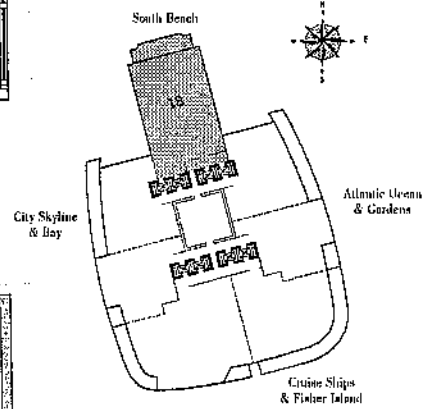 South Beach
N
E
S
18
City Skyline
& Bay
Atlantic Ocean
& Gardens
Cruise Ships
& Fisher Island